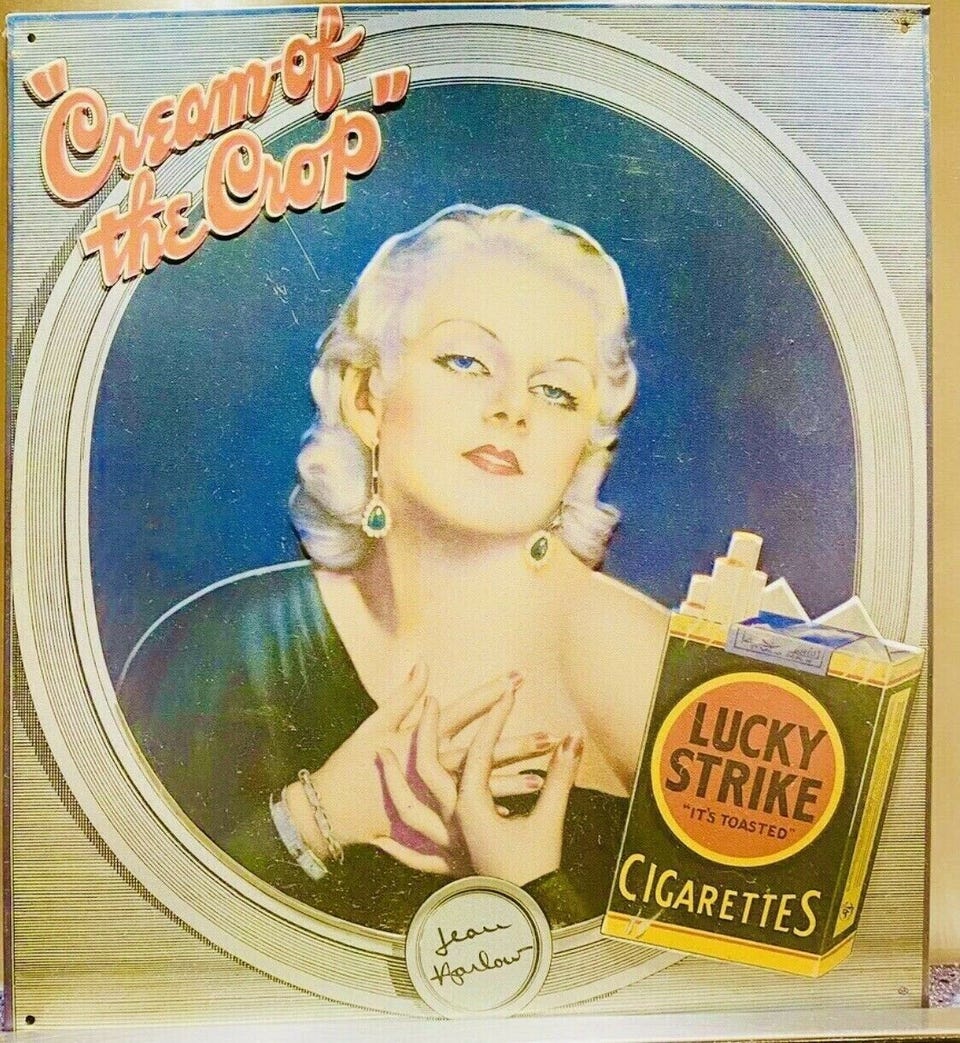 "Cream of
the Crop"
LUCKY
STRIKE
"IT'S TOASTED"
CIGARETTES
Jean
Harlow